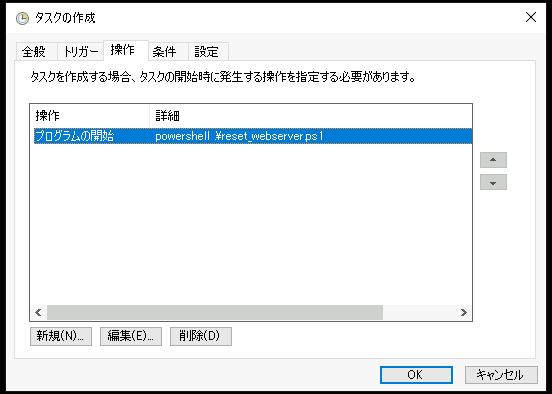 タスクの作成
全般 トリガー 操作 条件 設定
タスクを作成する場合、タスクの開始時に発生する操作を指定する必要があります。
操作 詳細
プログラムの開始 powershell .¥reset_webserver.ps1
新規(N)... 編集(E)... 削除(D)
OK キャンセル